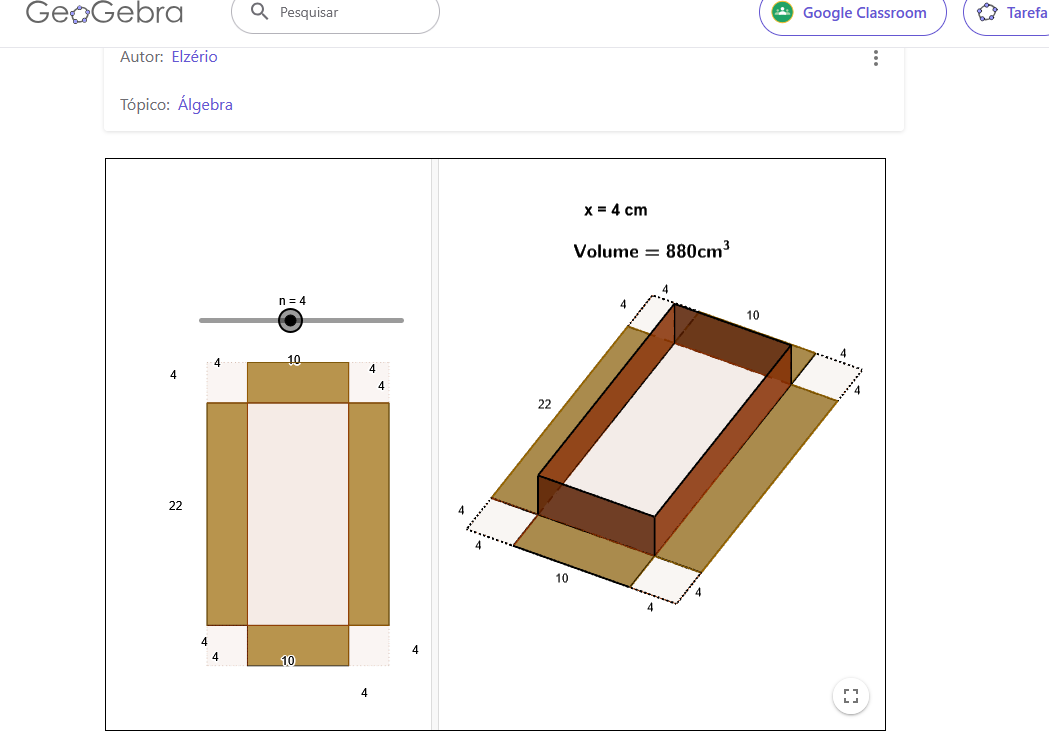 GeoGebra
Pesquisar
Google Classroom
Tarefa
Autor: Elzério
Tópico: Álgebra
n = 4
4
4
10
4
4
22
4
4
10
4
4
x = 4 cm
Volume = 880cm³
4
4
10
4
4
22
4
4
10
4
4